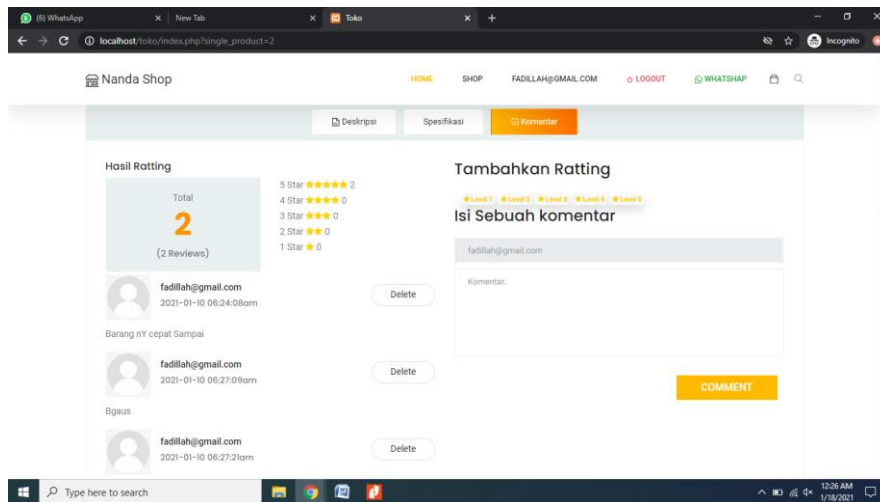 (6) WhatsApp
New Tab
Toko
localhost/toko/index.php?single_product=2
Incognito
Nanda Shop
HOME
SHOP
FADILLAH@GMAIL.COM
LOGOUT
WHATSHAP
Deskripsi
Spesifikasi
Komentar
Hasil Ratting
Total
2
(2 Reviews)
5 Star 2
4 Star 0
3 Star 0
2 Star 0
1 Star 0
fadillah@gmail.com
2021-01-10 06:24:08am
Delete
Barang nY cepat Sampai
fadillah@gmail.com
2021-01-10 06:27:09am
Delete
Bgaus
fadillah@gmail.com
2021-01-10 06:27:21am
Delete
Tambahkan Ratting
Level 1 Level 2 Level 3 Level 4 Level 5
Isi Sebuah komentar
fadillah@gmail.com
Komentar..
COMMENT
Type here to search
12:26 AM
1/18/2021